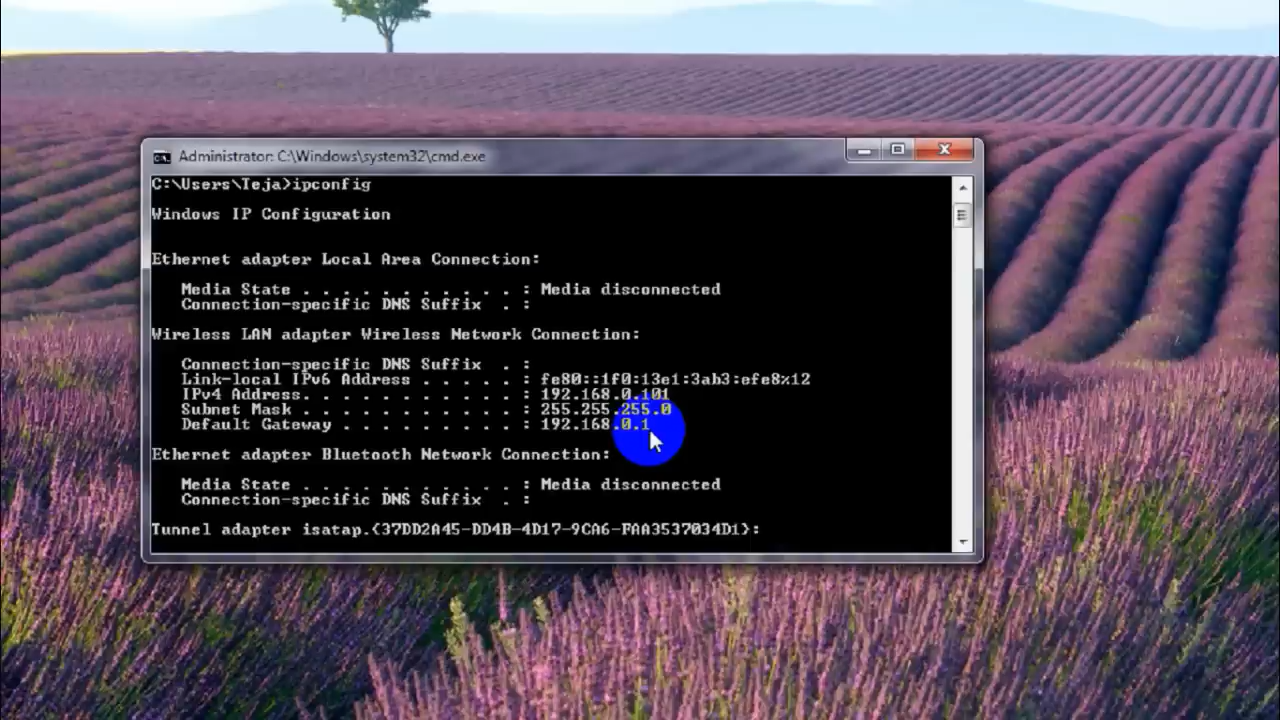 Administrator: C:\Windows\system32\cmd.exe
C:\Users\Teja>ipconfig
Windows IP Configuration
Ethernet adapter Local Area Connection:
Media State . . . . . . . . . . . : Media disconnected
Connection-specific DNS Suffix . :
Wireless LAN adapter Wireless Network Connection:
Connection-specific DNS Suffix . :
Link-local IPv6 Address . . . . . : fe80::1f0:13e1:3ab3:efe8%12
IPv4 Address. . . . . . . . . . . : 192.168.0.101
Subnet Mask . . . . . . . . . . . : 255.255.255.0
Default Gateway . . . . . . . . . : 192.168.0.1
Ethernet adapter Bluetooth Network Connection:
Media State . . . . . . . . . . . : Media disconnected
Connection-specific DNS Suffix . :
Tunnel adapter isatap.{37DD2A45-DD4B-4D17-9CA6-FAA3537034D1}: